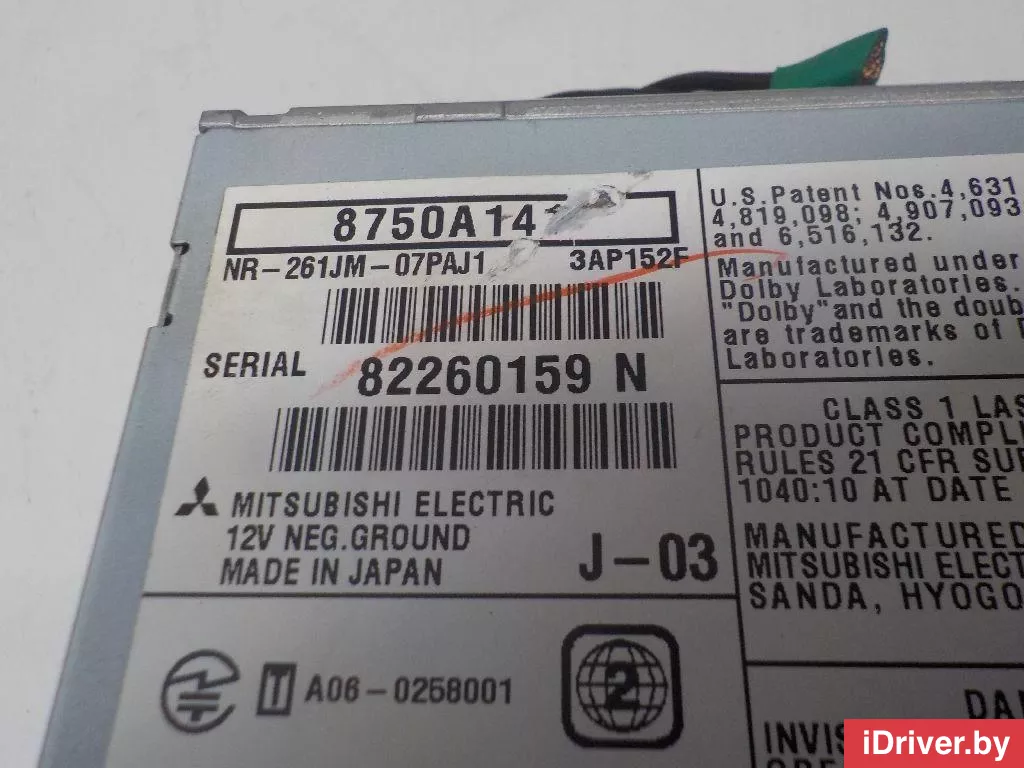 8750A14
NR-261JM-07PAJ1 3AP152F
SERIAL 82260159 N
MITSUBISHI ELECTRIC
12V NEG.GROUND
MADE IN JAPAN
J-03
T A06-0258001
2
U.S.Patent Nos.4,631
4,819,098; 4,907,093
and 6,516,132.
Manufactured under
Dolby Laboratories.
"Dolby"and the doub
are trademarks of D
Laboratories.
CLASS 1 LAS
PRODUCT COMPLI
RULES 21 CFR SU
1040:10 AT DATE
MANUFACTURED
MITSUBISHI ELECT
SANDA, HYOGO
DA
INVIS
iDriver.by